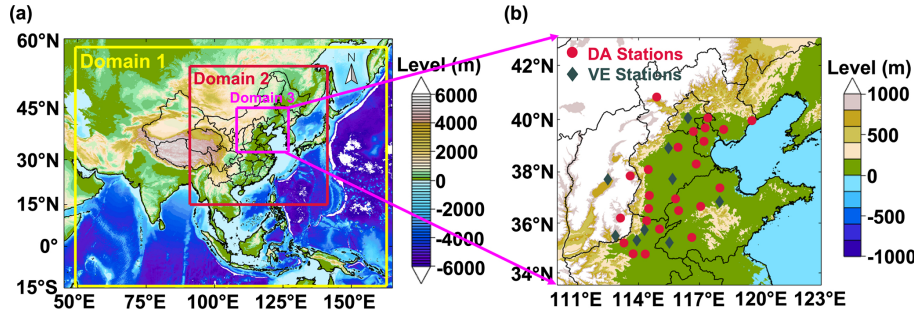 (a)
60°N
45°N
30°N
15°N
0°
15°S
50°E
75°E
100°E
125°E
150°E
Domain 1
Domain 2
Domain 3
N
Level (m)
6000
4000
2000
0
-2000
-4000
-6000
(b)
42°N
40°N
38°N
36°N
34°N
111°E
114°E
117°E
120°E
123°E
DA Stations
VE Stations
Level (m)
1000
500
0
-500
-1000